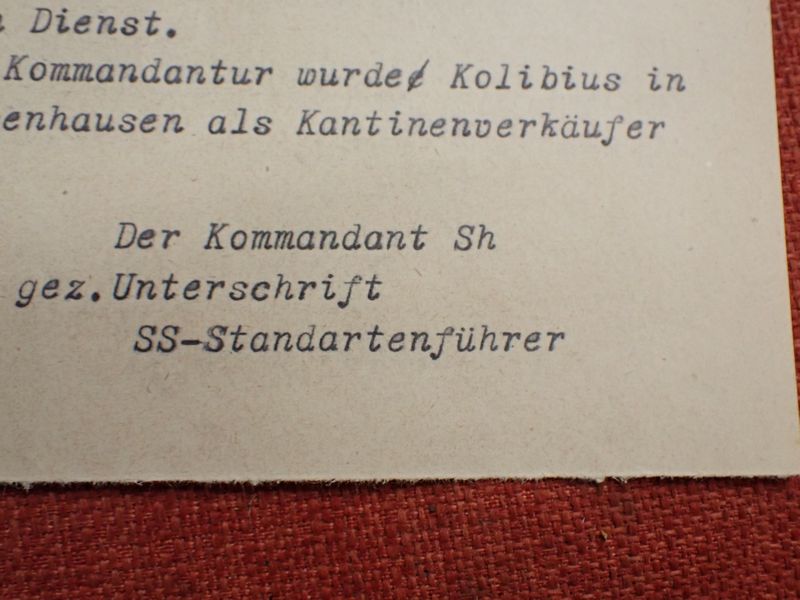 Dienst.
Kommandantur wurde Kolibius in
enhausen als Kantinenverkäufer
Der Kommandant Sh
gez. Unterschrift
SS-Standartenführer